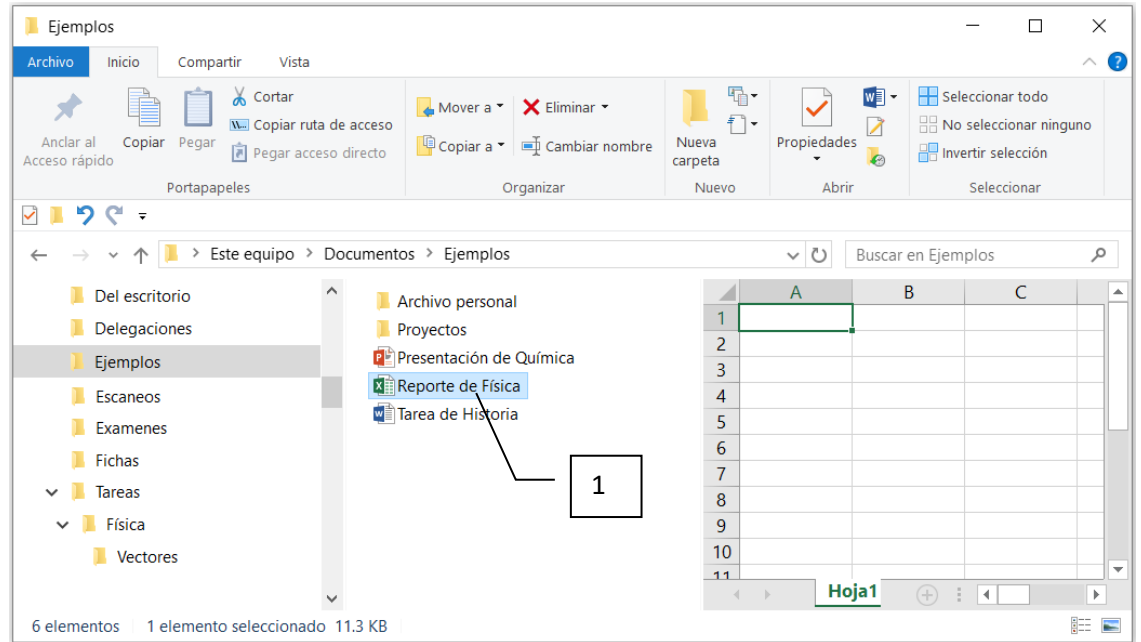 Ejemplos
Archivo Inicio Compartir Vista
Anclar al Acceso rápido
Copiar
Pegar
Cortar
Copiar ruta de acceso
Pegar acceso directo
Portapapeles
Mover a
Copiar a
Eliminar
Cambiar nombre
Organizar
Nueva carpeta
Nuevo
Propiedades
Abrir
Seleccionar todo
No seleccionar ninguno
Invertir selección
Seleccionar
Este equipo > Documentos > Ejemplos
Buscar en Ejemplos
Del escritorio
Delegaciones
Ejemplos
Escaneos
Examenes
Fichas
Tareas
Física
Vectores
Archivo personal
Proyectos
Presentación de Química
Reporte de Física
Tarea de Historia
1
A B C
1
2
3
4
5
6
7
8
9
10
11
Hoja1
6 elementos 1 elemento seleccionado 11.3 KB